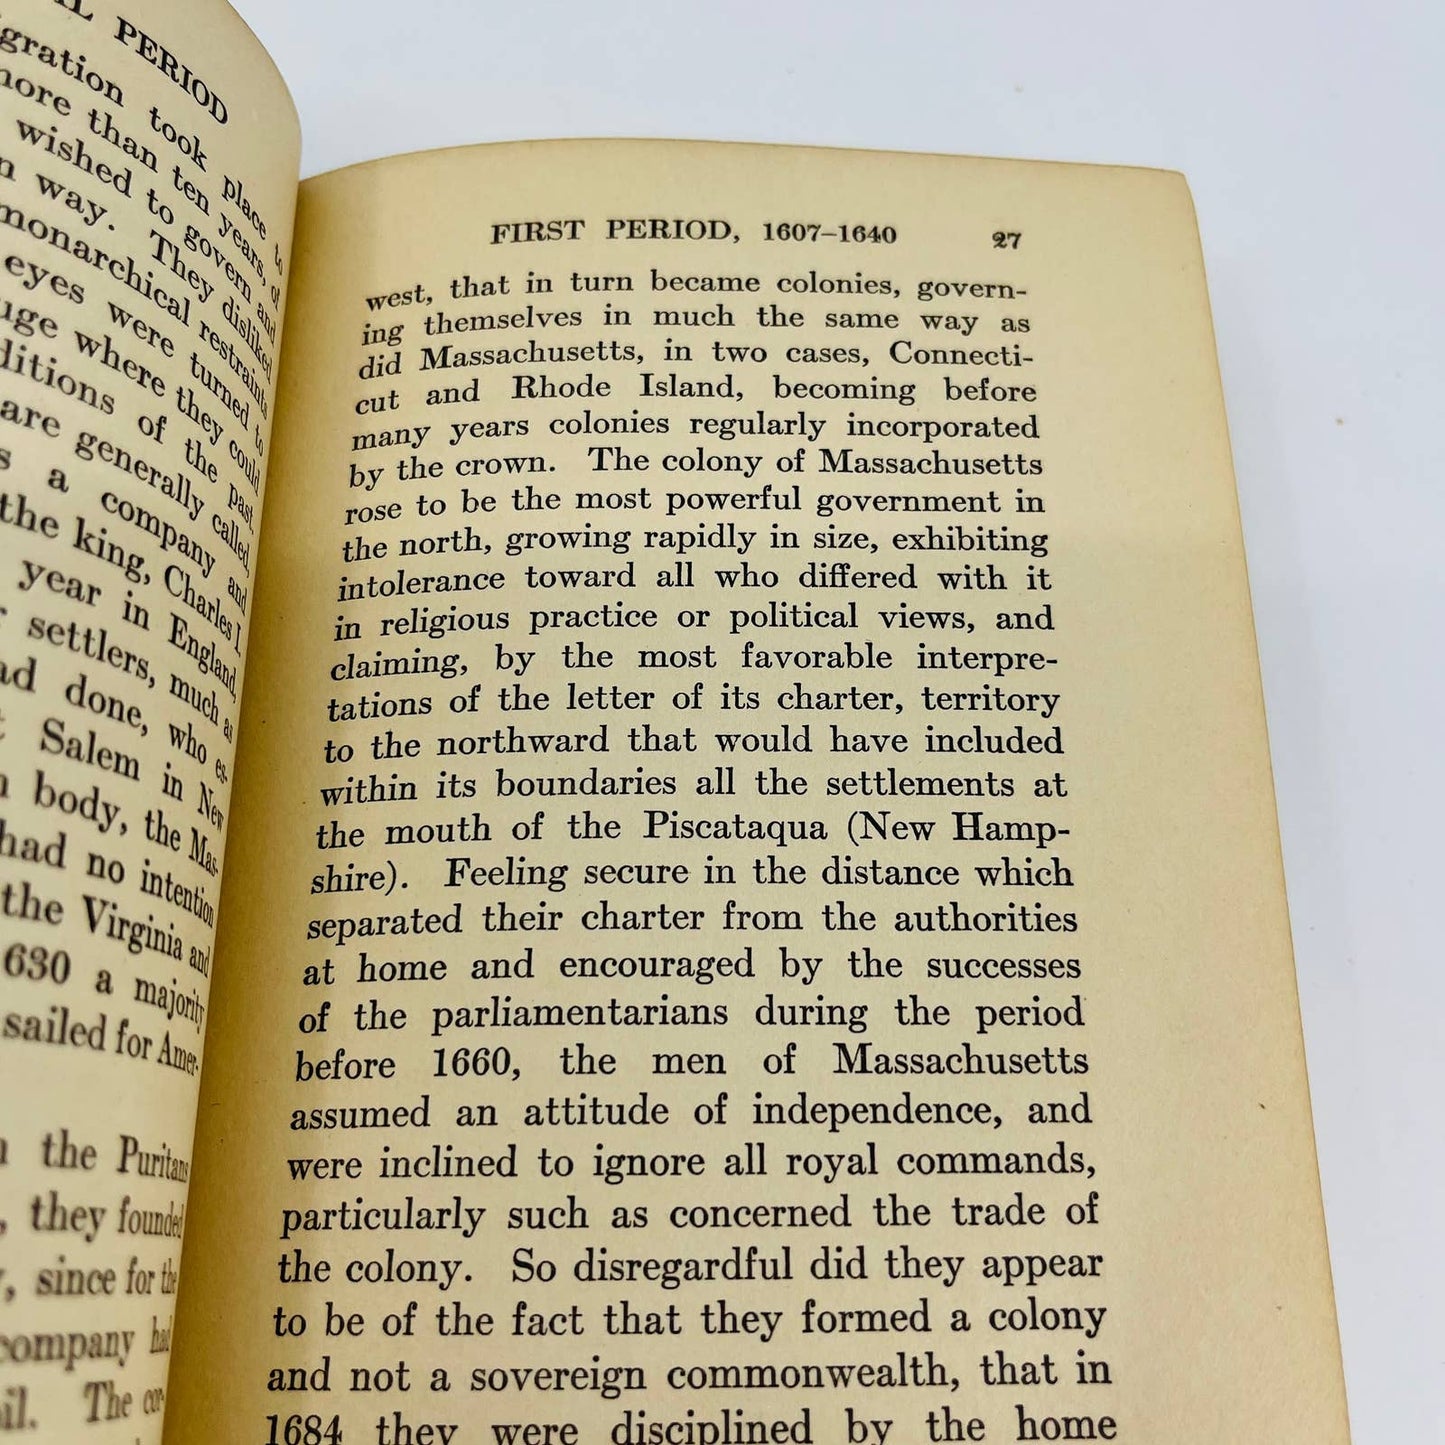 IL PERIOD
gration took place to
more than ten years, of
wished to govern and
n way. They disliked
monarchical restraints
eyes were turned to
uge where they could
ditions of the past.
are generally called,
s a company and
the king, Charles I.
year in England,
r settlers, much as
ad done, who es-
t Salem in New
n body, the Mas-
had no intention
the Virginia and
630 a majority
sailed for Amer-
n the Puritans
, they founded
y, since for the
company had
oil. The cor-
FIRST PERIOD, 1607–1640 27
west, that in turn became colonies, govern-
ing themselves in much the same way as
did Massachusetts, in two cases, Connecti-
cut and Rhode Island, becoming before
many years colonies regularly incorporated
by the crown. The colony of Massachusetts
rose to be the most powerful government in
the north, growing rapidly in size, exhibiting
intolerance toward all who differed with it
in religious practice or political views, and
claiming, by the most favorable interpre-
tations of the letter of its charter, territory
to the northward that would have included
within its boundaries all the settlements at
the mouth of the Piscataqua (New Hamp-
shire). Feeling secure in the distance which
separated their charter from the authorities
at home and encouraged by the successes
of the parliamentarians during the period
before 1660, the men of Massachusetts
assumed an attitude of independence, and
were inclined to ignore all royal commands,
particularly such as concerned the trade of
the colony. So disregardful did they appear
to be of the fact that they formed a colony
and not a sovereign commonwealth, that in
1684 they were disciplined by the home